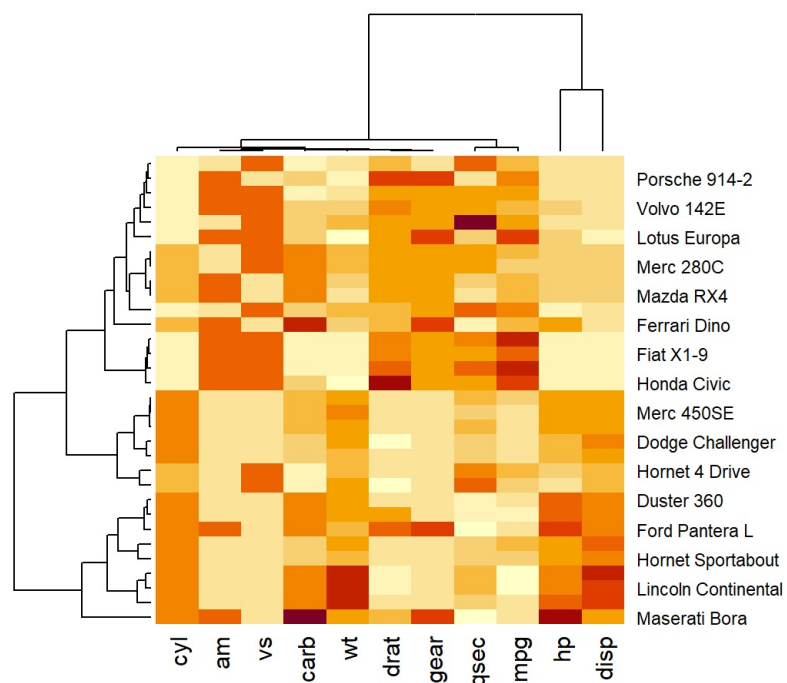 Porsche 914-2
Volvo 142E
Lotus Europa
Merc 280C
Mazda RX4
Ferrari Dino
Fiat X1-9
Honda Civic
Merc 450SE
Dodge Challenger
Hornet 4 Drive
Duster 360
Ford Pantera L
Hornet Sportabout
Lincoln Continental
Maserati Bora
cyl am vs carb wt drat gear qsec mpg hp disp